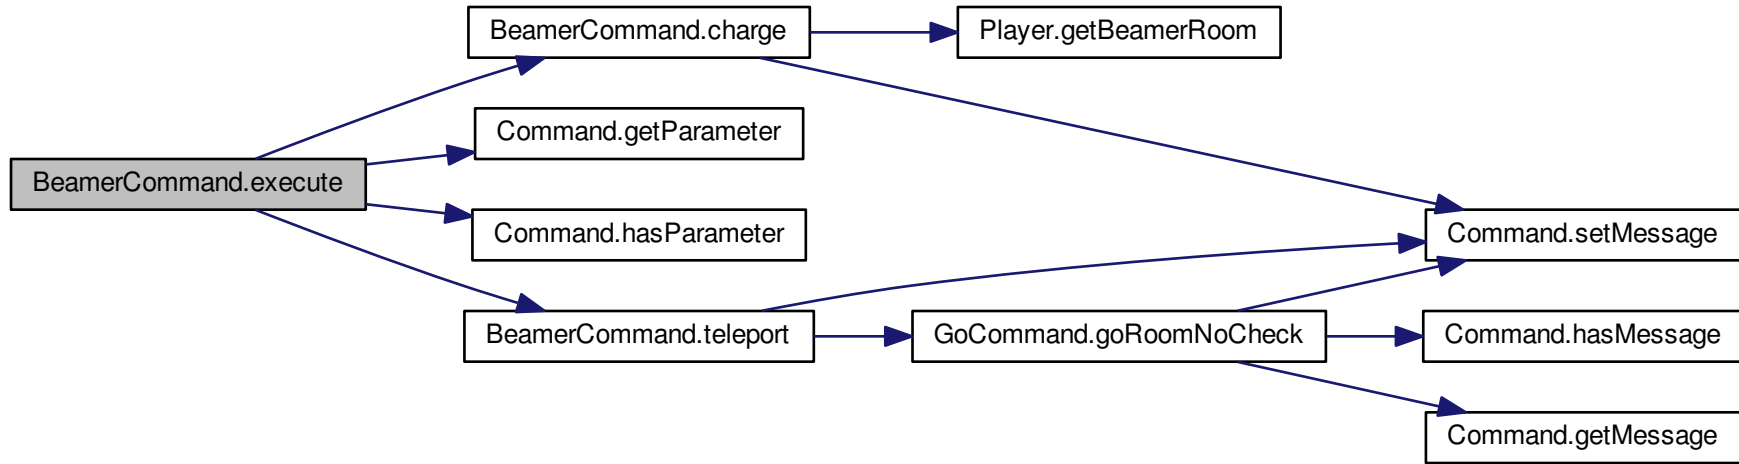 BeamerCommand.charge
Player.getBeamerRoom
Command.getParameter
BeamerCommand.execute
Command.hasParameter
Command.setMessage
BeamerCommand.teleport
GoCommand.goRoomNoCheck
Command.hasMessage
Command.getMessage